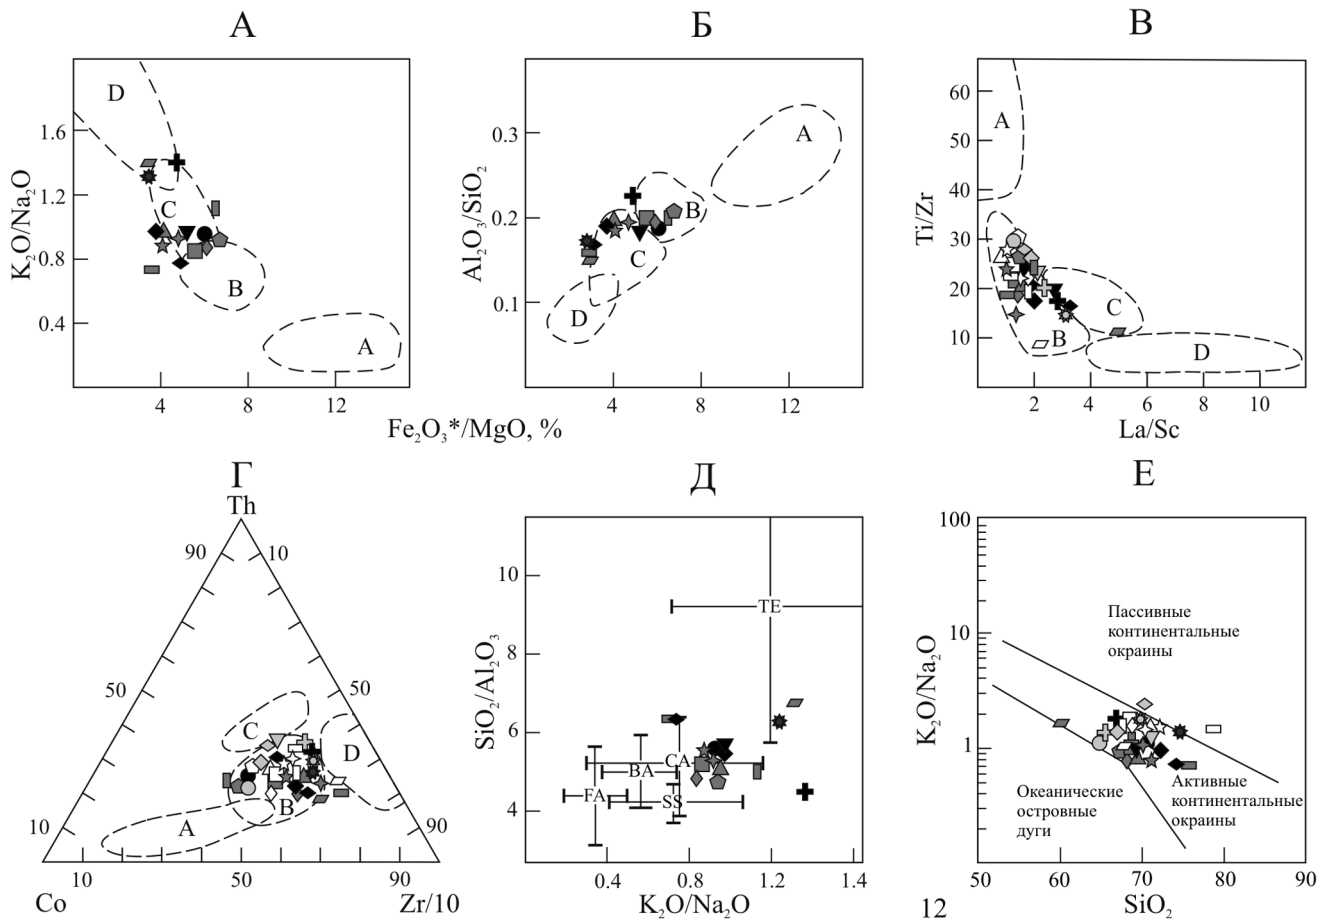 А
Б
В
K₂O/Na₂O
1.6
1.2
0.8
0.4
4
8
12
D
C
B
A
Al₂O₃/SiO₂
0.3
0.2
0.1
4
8
12
A
B
C
D
Fe₂O₃*/MgO, %
Ti/Zr
60
50
40
30
20
10
2
4
6
8
10
A
B
C
D
La/Sc
Г
Д
Е
Th
90
10
50
50
10
90
10
50
90
C
D
B
A
Co
Zr/10
SiO₂/Al₂O₃
10
8
6
4
0.4
0.8
1.2
1.4
TE
CA
BA
FA
SS
K₂O/Na₂O
K₂O/Na₂O
100
10
1
1
50
60
70
80
90
Пассивные
континентальные
окраины
Океанические
островные
дуги
Активные
континентальные
окраины
SiO₂
12